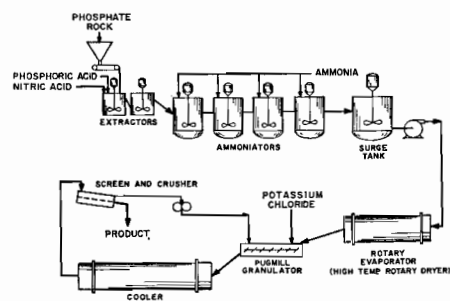 PHOSPHATE
ROCK
PHOSPHORIC ACID
NITRIC ACID
EXTRACTORS
AMMONIA
AMMONIATORS
SURGE
TANK
SCREEN AND CRUSHER
PRODUCT
POTASSIUM
CHLORIDE
PUGMILL
GRANULATOR
ROTARY
EVAPORATOR
(HIGH TEMP ROTARY DRYER)
COOLER